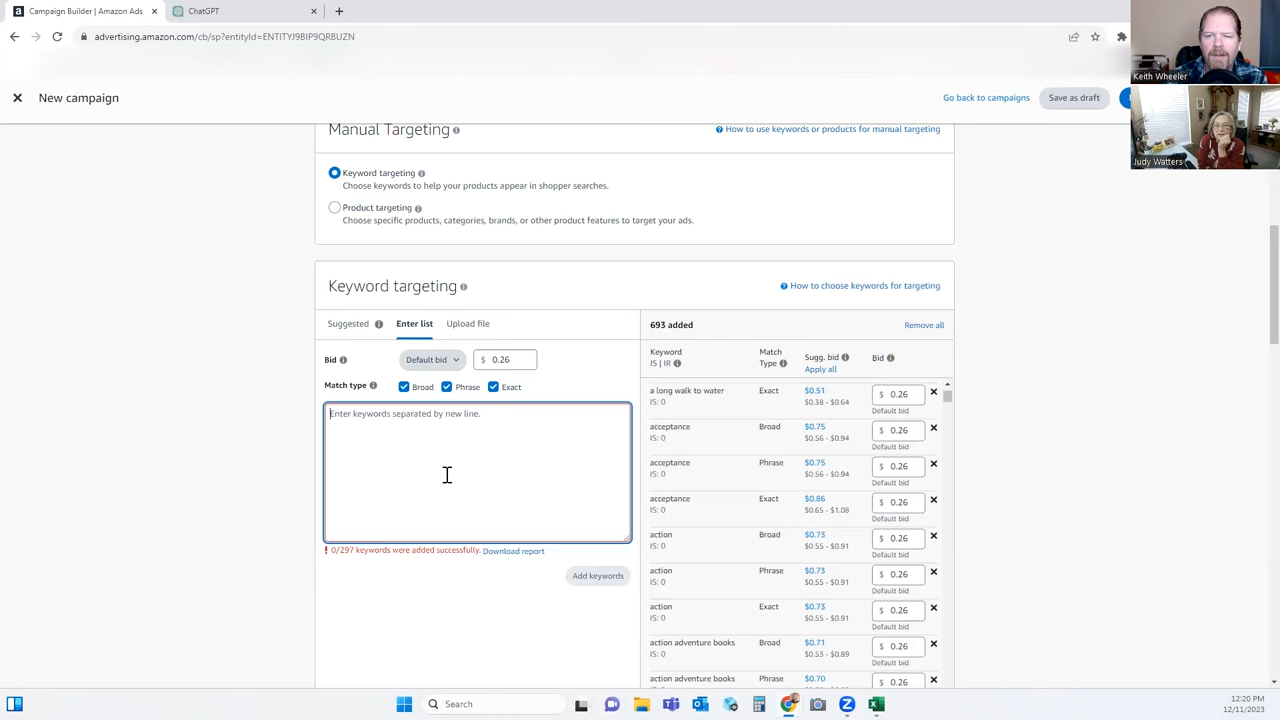 Campaign Builder | Amazon Ads
ChatGPT
advertising.amazon.com/cb/sp?entityId=ENTITYJ9BIP9QRBUZN
Keith Wheeler
Judy Watters
New campaign
Go back to campaigns
Save as draft
Manual Targeting
How to use keywords or products for manual targeting
Keyword targeting
Choose keywords to help your products appear in shopper searches.
Product targeting
Choose specific products, categories, brands, or other product features to target your ads.
Keyword targeting
How to choose keywords for targeting
Suggested
Enter list
Upload file
Bid
Default bid
$ 0.26
Match type
Broad
Phrase
Exact
Enter keywords separated by new line.
0/297 keywords were added successfully. Download report
Add keywords
693 added
Remove all
Keyword
IS | IR
Match
Type
Sugg. bid
Apply all
Bid
a long walk to water Exact $0.51 $ 0.26
IS: 0 $0.38 - $0.64 Default bid
acceptance Broad $0.75 $ 0.26
IS: 0 $0.56 - $0.94 Default bid
acceptance Phrase $0.75 $ 0.26
IS: 0 $0.56 - $0.94 Default bid
acceptance Exact $0.86 $ 0.26
IS: 0 $0.65 - $1.08 Default bid
action Broad $0.73 $ 0.26
IS: 0 $0.55 - $0.91 Default bid
action Phrase $0.73 $ 0.26
IS: 0 $0.55 - $0.91 Default bid
action Exact $0.73 $ 0.26
IS: 0 $0.55 - $0.91 Default bid
action adventure books Broad $0.71 $ 0.26
IS: 0 $0.53 - $0.89 Default bid
action adventure books Phrase $0.70 $ 0.26
Search
12:20 PM
12/11/2023